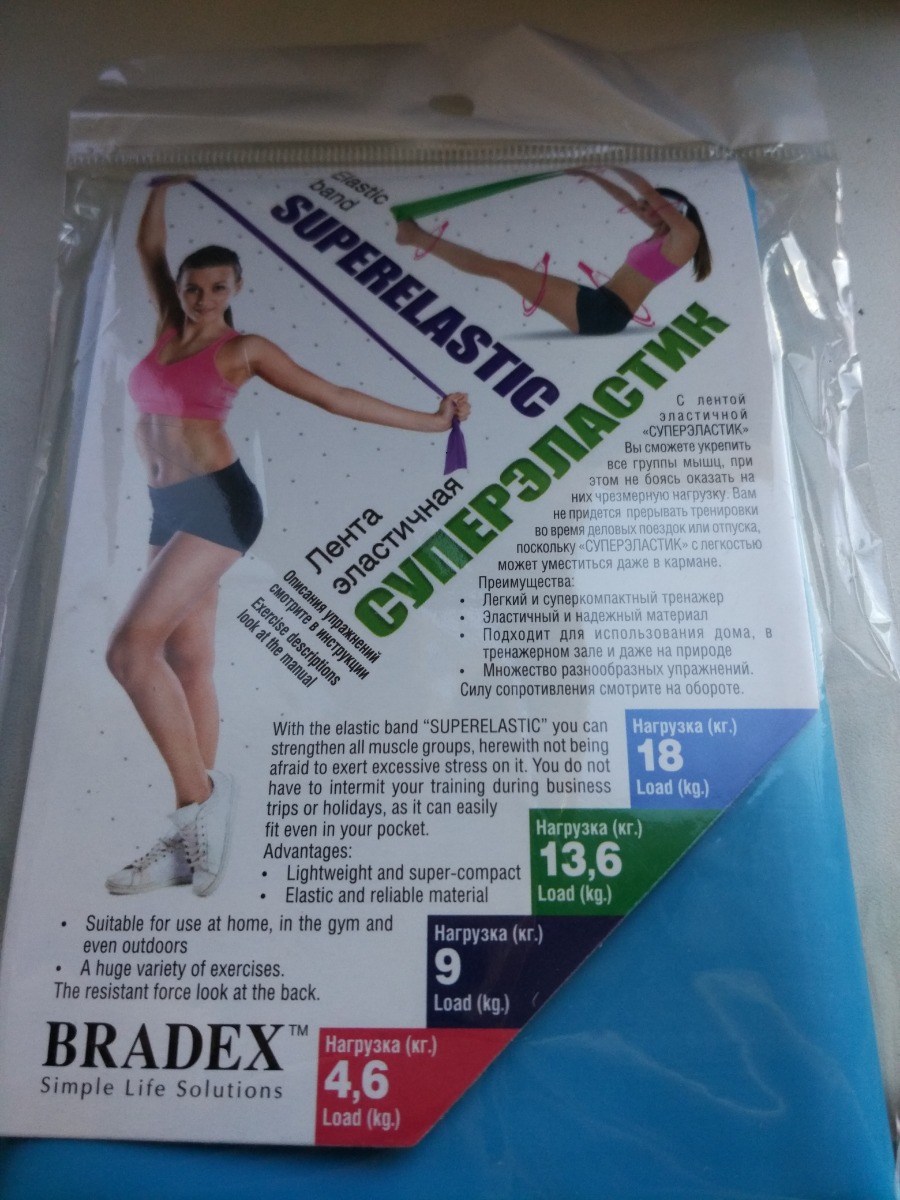 Elastic
band
SUPERELASTIC
Лента
эластичная
СУПЕРЭЛАСТИК
Описания упражнений
смотрите в инструкции
Exercise descriptions
look at the manual
С лентой
эластичной
«СУПЕРЭЛАСТИК»
Вы сможете укрепить
все группы мышц, при
этом не боясь оказать на
них чрезмерную нагрузку. Вам
не придется прерывать тренировки
во время деловых поездок или отпуска,
поскольку «СУПЕРЭЛАСТИК» с легкостью
может уместиться даже в кармане.
Преимущества:
• Легкий и суперкомпактный тренажер
• Эластичный и надежный материал
• Подходит для использования дома, в
тренажерном зале и даже на природе
• Множество разнообразных упражнений.
Силу сопротивления смотрите на обороте.
With the elastic band “SUPERELASTIC” you can
strengthen all muscle groups, herewith not being
afraid to exert excessive stress on it. You do not
have to intermit your training during business
trips or holidays, as it can easily
fit even in your pocket.
Advantages:
• Lightweight and super-compact
• Elastic and reliable material
• Suitable for use at home, in the gym and
even outdoors
• A huge variety of exercises.
The resistant force look at the back.
Нагрузка (кг.)
18
Load (kg.)
Нагрузка (кг.)
13,6
Load (kg.)
Нагрузка (кг.)
9
Load (kg.)
Нагрузка (кг.)
4,6
Load (kg.)
BRADEX™
Simple Life Solutions